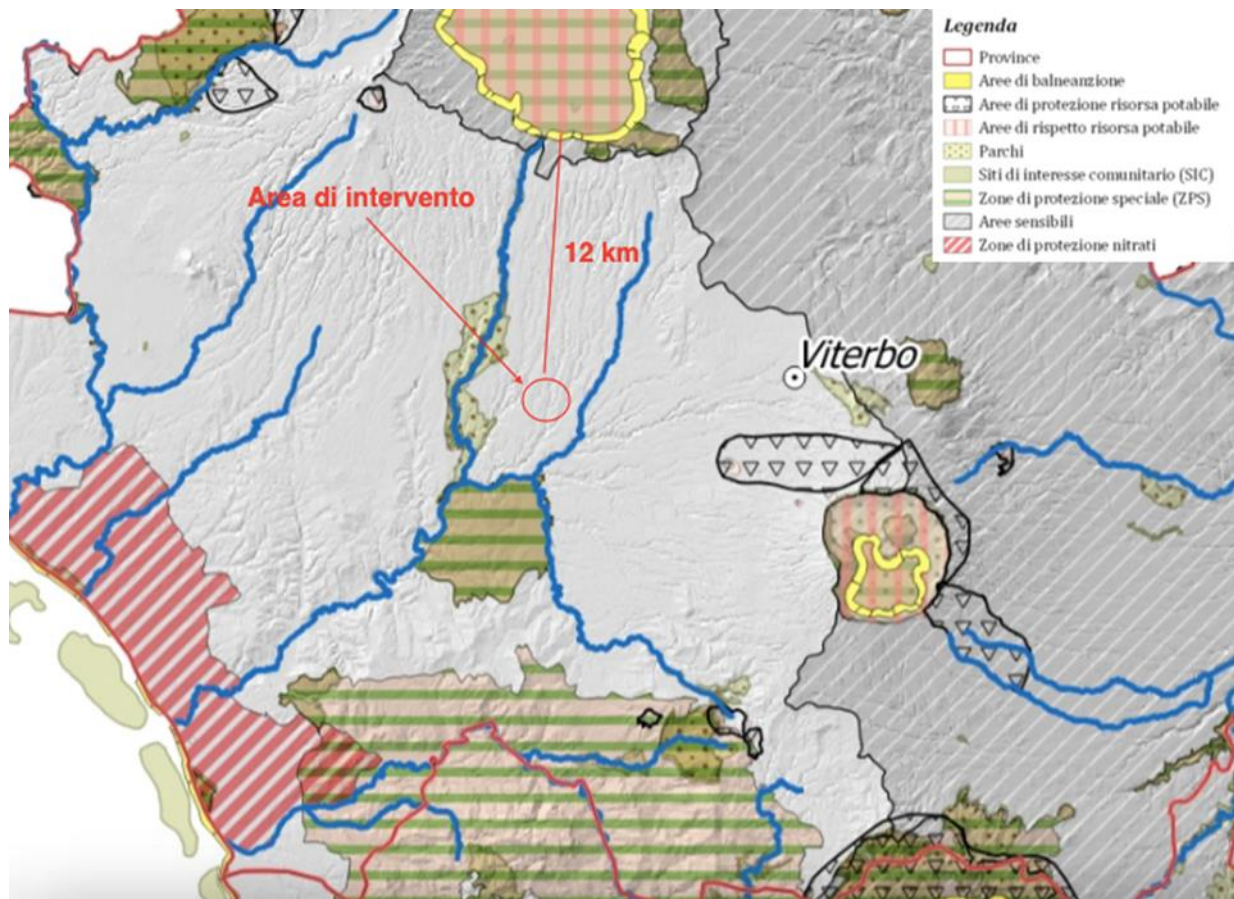 Legenda
Province
Aree di balneanzione
Aree di protezione risorsa potabile
Aree di rispetto risorsa potabile
Parchi
Siti di interesse comunitario (SIC)
Zone di protezione speciale (ZPS)
Aree sensibili
Zone di protezione nitrati
Area di intervento
12 km
Viterbo